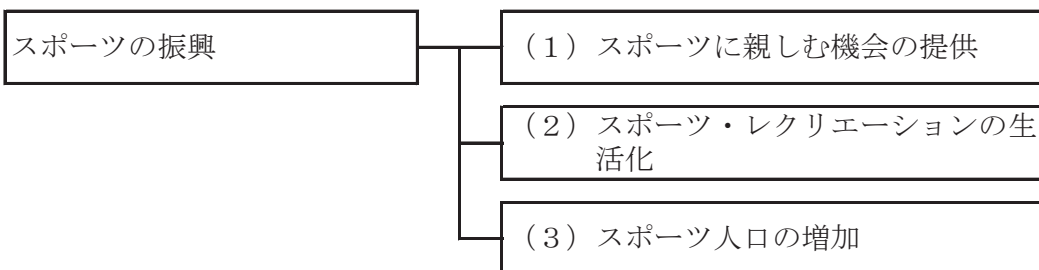 スポーツの振興
（１）スポーツに親しむ機会の提供
（２）スポーツ・レクリエーションの生
活化
（３）スポーツ人口の増加